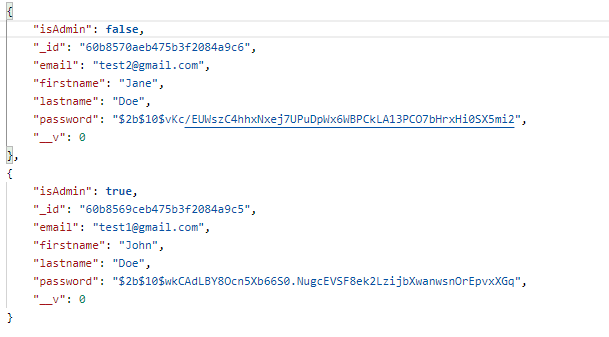 {
"isAdmin": false,
"_id": "60b8570aeb475b3f2084a9c6",
"email": "test2@gmail.com",
"firstname": "Jane",
"lastname": "Doe",
"password": "$2b$10$vKc/EUWszC4hhxNxej7UPuDpWx6WBPCkLA13PCO7bHrxHi0SX5mi2",
"__v": 0
},
{
"isAdmin": true,
"_id": "60b8569ceb475b3f2084a9c5",
"email": "test1@gmail.com",
"firstname": "John",
"lastname": "Doe",
"password": "$2b$10$wkCAdLBY8Ocn5Xb66S0.NugcEVSF8ek2LzijbXwanwsnOrEpvxXGq",
"__v": 0
}